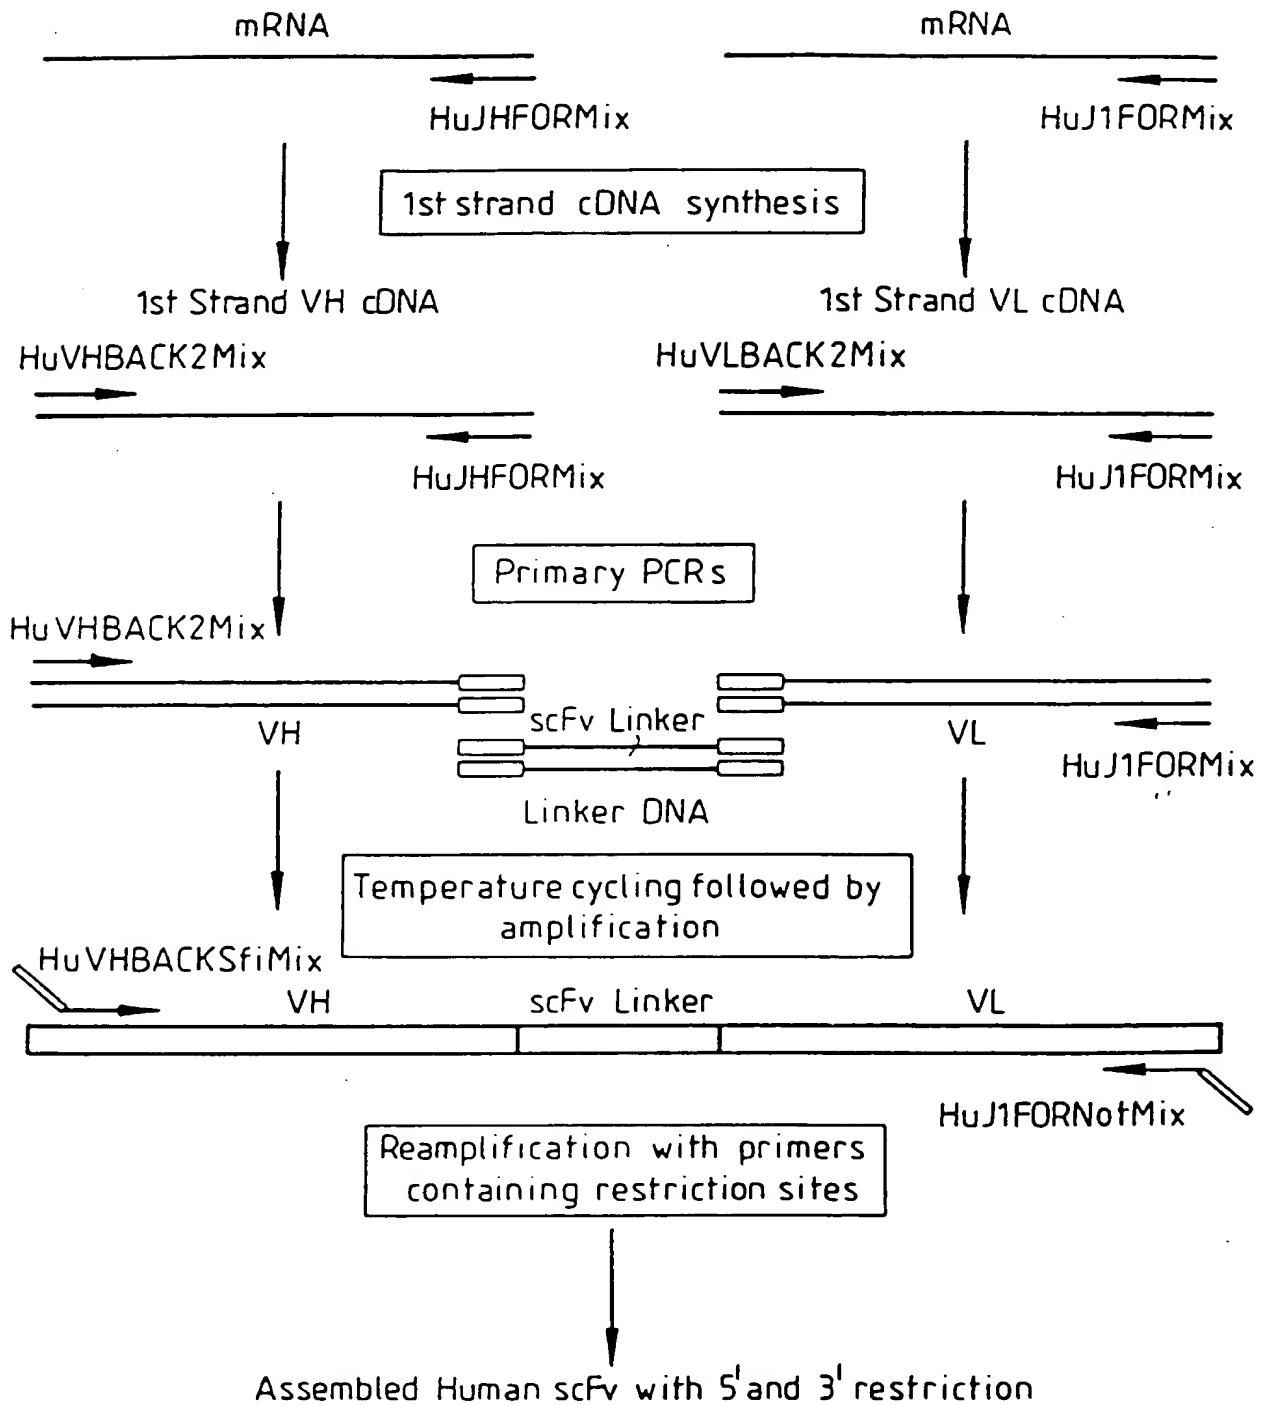 mRNA
mRNA
HuJHFORMix
HuJ1FORMix
1st strand cDNA synthesis
1st Strand VH cDNA
1st Strand VL cDNA
HuVHBACK2Mix
HuVLBACK2Mix
HuJHFORMix
HuJ1FORMix
Primary PCRs
HuVHBACK2Mix
VH
scFv Linker
VL
HuJ1FORMix
Linker DNA
Temperature cycling followed by
amplification
HuVHBACKSfiMix
VH
scFv Linker
VL
HuJ1FORNotMix
Reamplification with primers
containing restriction sites
Assembled Human scFv with 5' and 3' restriction